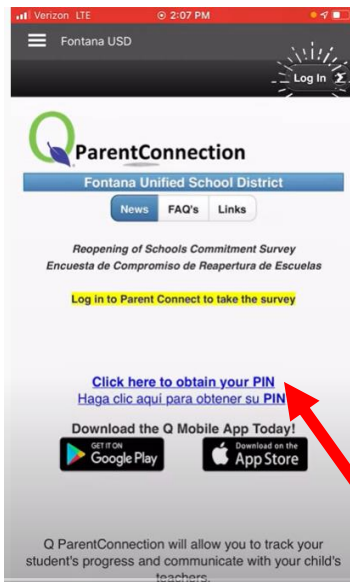 Verizon LTE 2:07 PM
Fontana USD
Log In
Q ParentConnection
Fontana Unified School District
News FAQ's Links
Reopening of Schools Commitment Survey
Encuesta de Compromiso de Reapertura de Escuelas
Log in to Parent Connect to take the survey
Click here to obtain your PIN
Haga clic aquí para obtener su PIN
Download the Q Mobile App Today!
GET IT ON Google Play
Download on the App Store
Q ParentConnection will allow you to track your
student's progress and communicate with your child's
teachers.